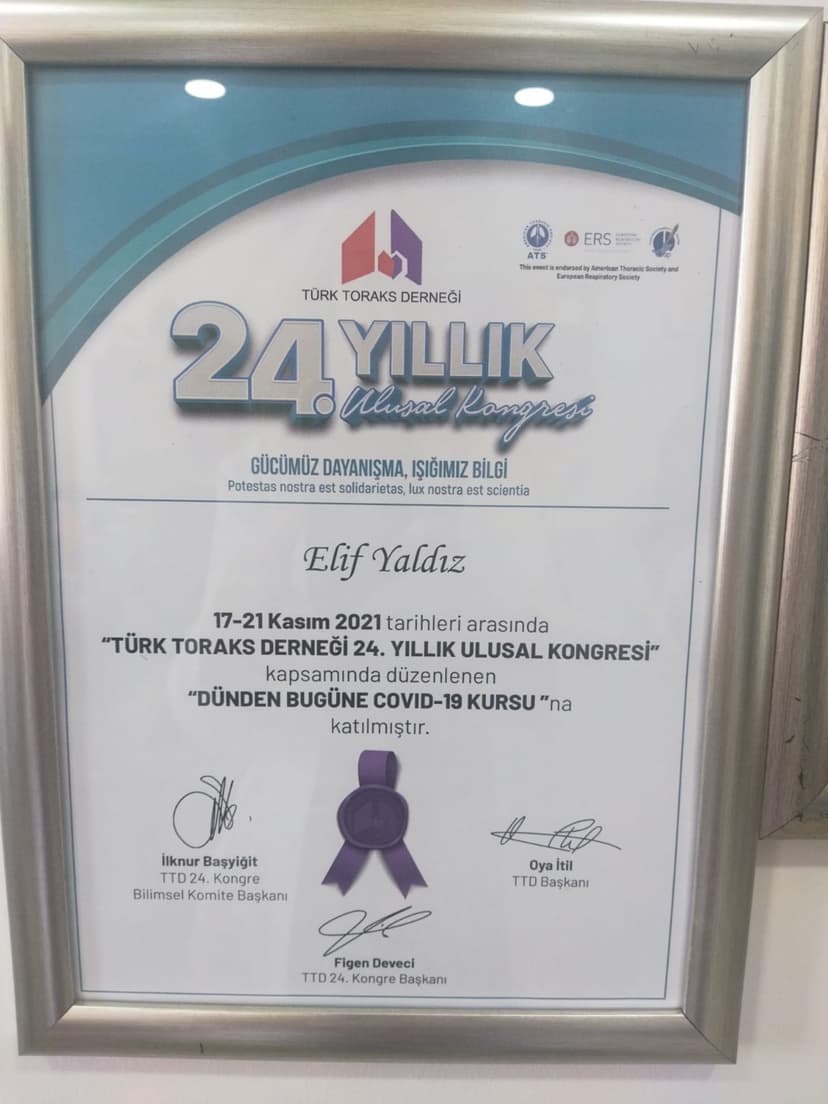 TÜRK TORAKS DERNEĞİ
ATS
ERS
This event is endorsed by American Thoracic Society and
European Respiratory Society
24. YILLIK
Ulusal Kongresi
GÜCÜMÜZ DAYANIŞMA, IŞIĞIMIZ BİLGİ
Potestas nostra est solidarietas, lux nostra est scientia
Elif Yaldız
17-21 Kasım 2021 tarihleri arasında
“TÜRK TORAKS DERNEĞİ 24. YILLIK ULUSAL KONGRESİ”
kapsamında düzenlenen
“DÜNDEN BUGÜNE COVID-19 KURSU ”na
katılmıştır.
İlknur Başyiğit
TTD 24. Kongre
Bilimsel Komite Başkanı
Oya İtil
TTD Başkanı
Figen Deveci
TTD 24. Kongre Başkanı